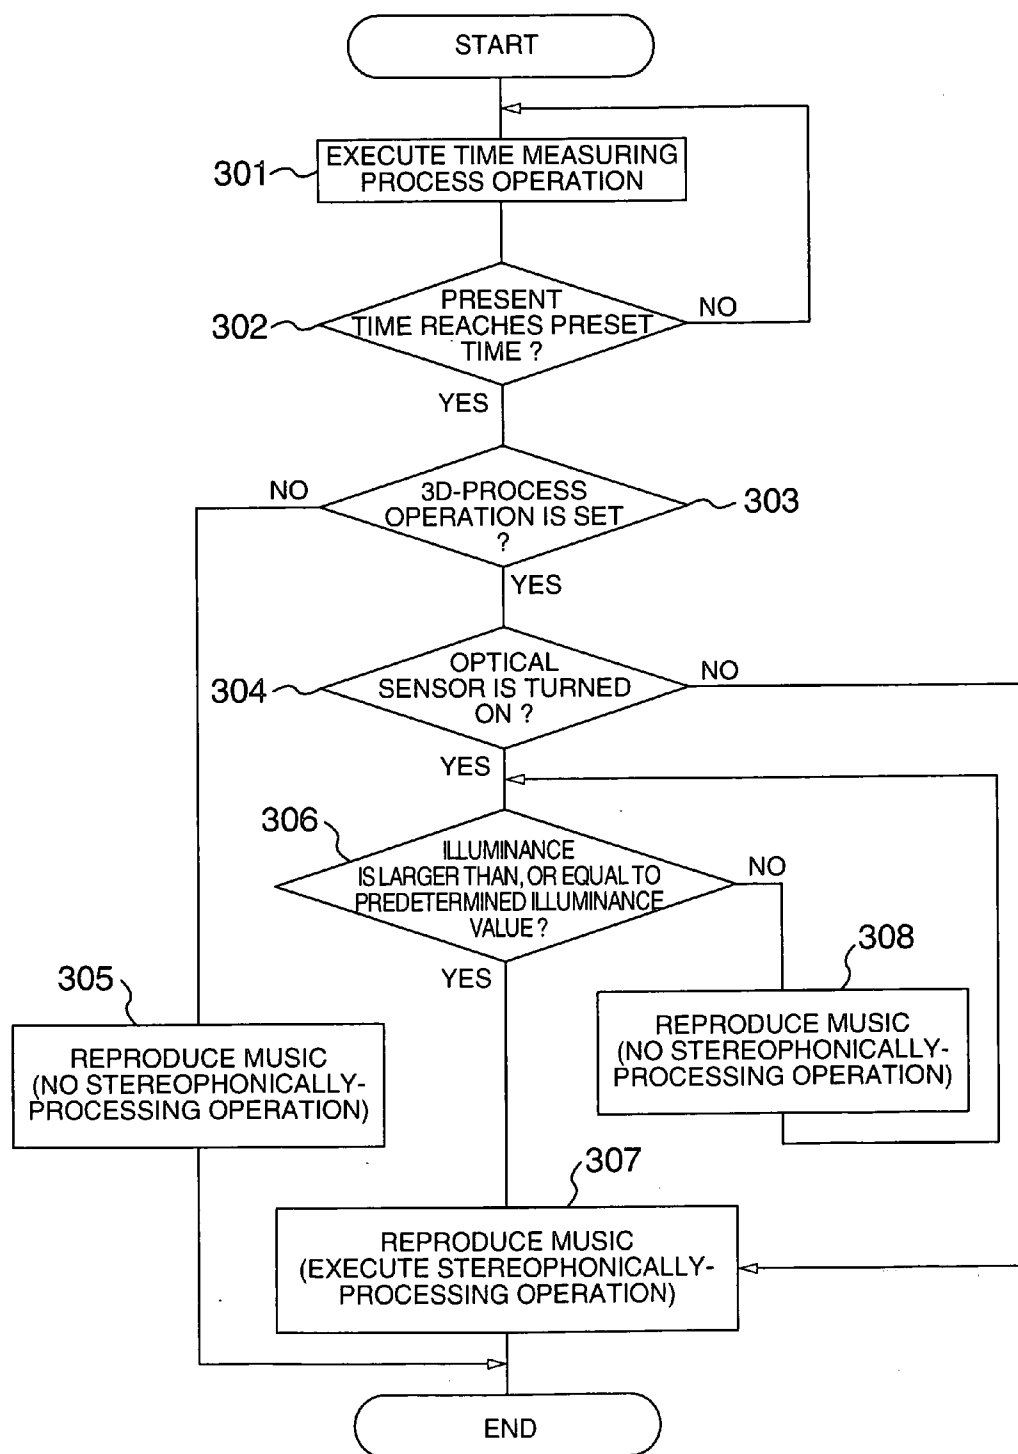 START
301
EXECUTE TIME MEASURING
PROCESS OPERATION
302
PRESENT
TIME REACHES PRESET
TIME ?
NO
YES
NO
3D-PROCESS
OPERATION IS SET
?
303
YES
304
OPTICAL
SENSOR IS TURNED
ON ?
NO
YES
306
ILLUMINANCE
IS LARGER THAN, OR EQUAL TO
PREDETERMINED ILLUMINANCE
VALUE ?
NO
YES
308
REPRODUCE MUSIC
(NO STEREOPHONICALLY-
PROCESSING OPERATION)
305
REPRODUCE MUSIC
(NO STEREOPHONICALLY-
PROCESSING OPERATION)
307
REPRODUCE MUSIC
(EXECUTE STEREOPHONICALLY-
PROCESSING OPERATION)
END